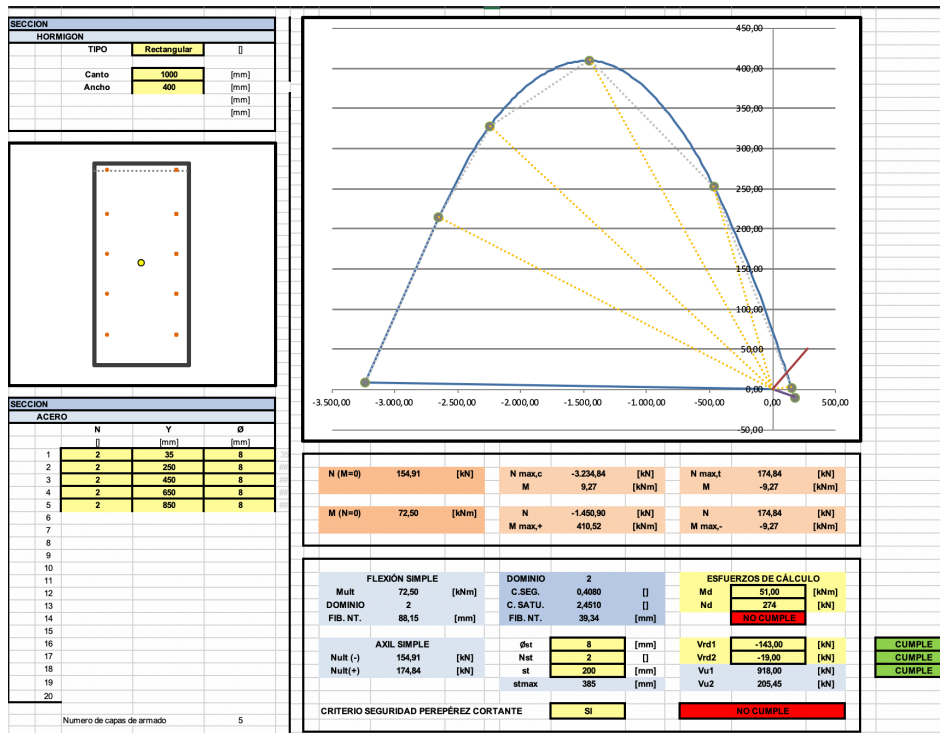 SECCION
HORMIGON
TIPO Rectangular []
Canto 1000 [mm]
Ancho 400 [mm]
[mm]
[mm]
450,00
400,00
350,00
300,00
250,00
200,00
150,00
100,00
50,00
0,00
-50,00
-3.500,00 -3.000,00 -2.500,00 -2.000,00 -1.500,00 -1.000,00 -500,00 0,00 500,00
SECCION
ACERO
N Y Ø
[] [mm] [mm]
1 2 35 8
2 2 250 8
3 2 450 8
4 2 650 8
5 2 850 8
6
7
8
9
10
11
12
13
14
15
16
17
18
19
20
Numero de capas de armado 5
N (M=0) 154,91 [kN] N max,c -3.234,84 [kN] N max,t 174,84 [kN]
M 9,27 [kNm] M -9,27 [kNm]
M (N=0) 72,50 [kNm] N -1.450,90 [kN] N 174,84 [kN]
M max,+ 410,52 [kNm] M max,- -9,27 [kNm]
FLEXIÓN SIMPLE DOMINIO 2 ESFUERZOS DE CÁLCULO
Mult 72,50 [kNm] C.SEG. 0,4080 [] Md 51,00 [kNm]
DOMINIO 2 C. SATU. 2,4510 [] Nd 274 [kN]
FIB. NT. 88,15 [mm] FIB. NT. 39,34 [mm] NO CUMPLE
AXIL SIMPLE Øst 8 [mm] Vrd1 -143,00 [kN] CUMPLE
Nult (-) 154,91 [kN] Nst 2 [] Vrd2 -19,00 [kN] CUMPLE
Nult(+) 174,84 [kN] st 200 [mm] Vu1 918,00 [kN] CUMPLE
stmax 385 [mm] Vu2 205,45 [kN]
CRITERIO SEGURIDAD PEREPÉREZ CORTANTE SI NO CUMPLE